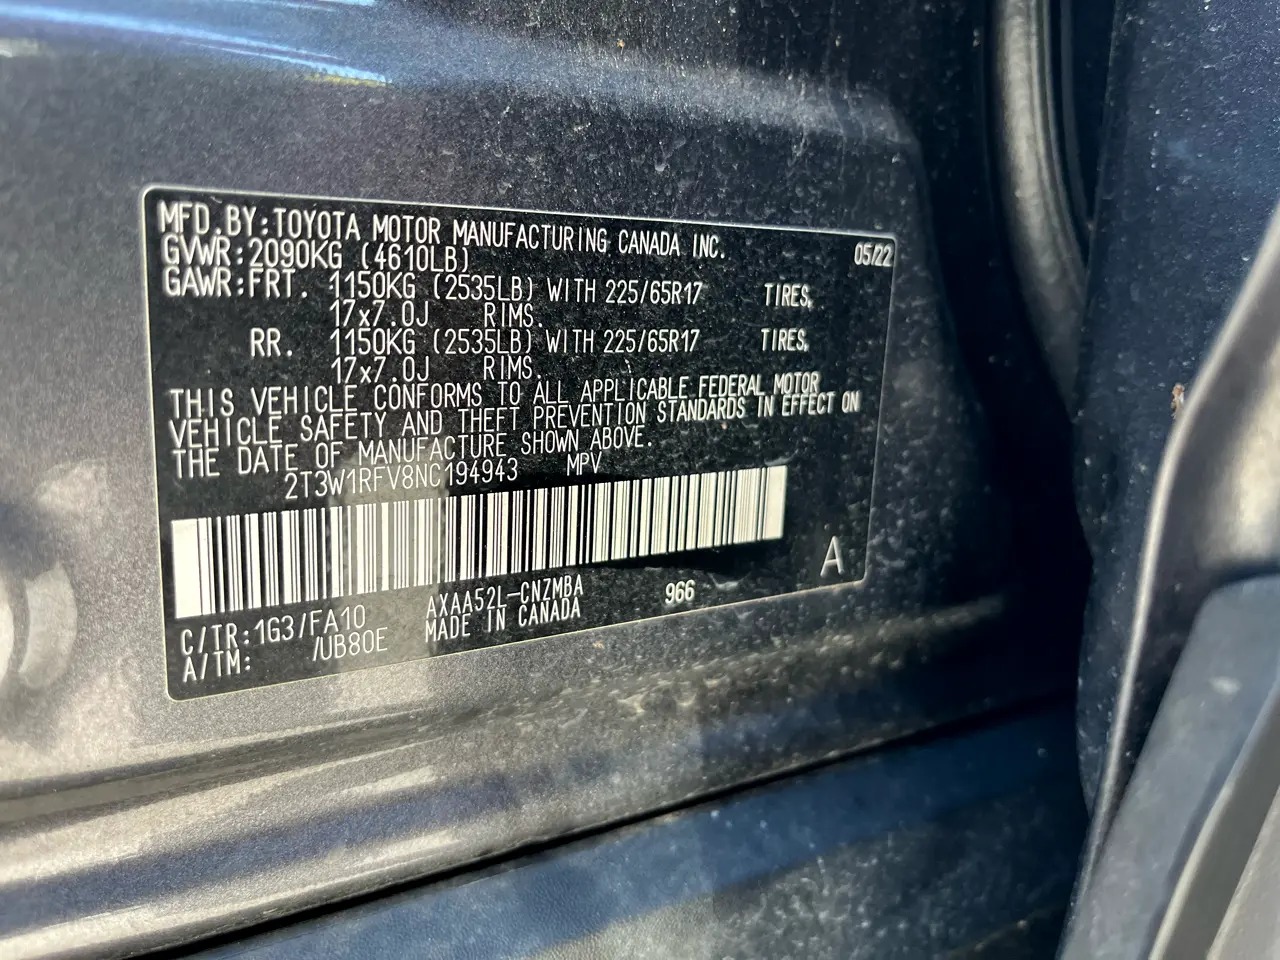 MFD.BY:TOYOTA MOTOR MANUFACTURING CANADA INC. 05/22
GVWR:2090KG (4610LB)
GAWR:FRT. 1150KG (2535LB) WITH 225/65R17 TIRES,
17x7.0J RIMS.
RR. 1150KG (2535LB) WITH 225/65R17 TIRES,
17x7.0J RIMS.
THIS VEHICLE CONFORMS TO ALL APPLICABLE FEDERAL MOTOR
VEHICLE SAFETY AND THEFT PREVENTION STANDARDS IN EFFECT ON
THE DATE OF MANUFACTURE SHOWN ABOVE.
2T3W1RFV8NC194943 MPV
A
C/TR:1G3/FA10 AXAA52L-CNZMBA 966
A/TM: /UB80E MADE IN CANADA